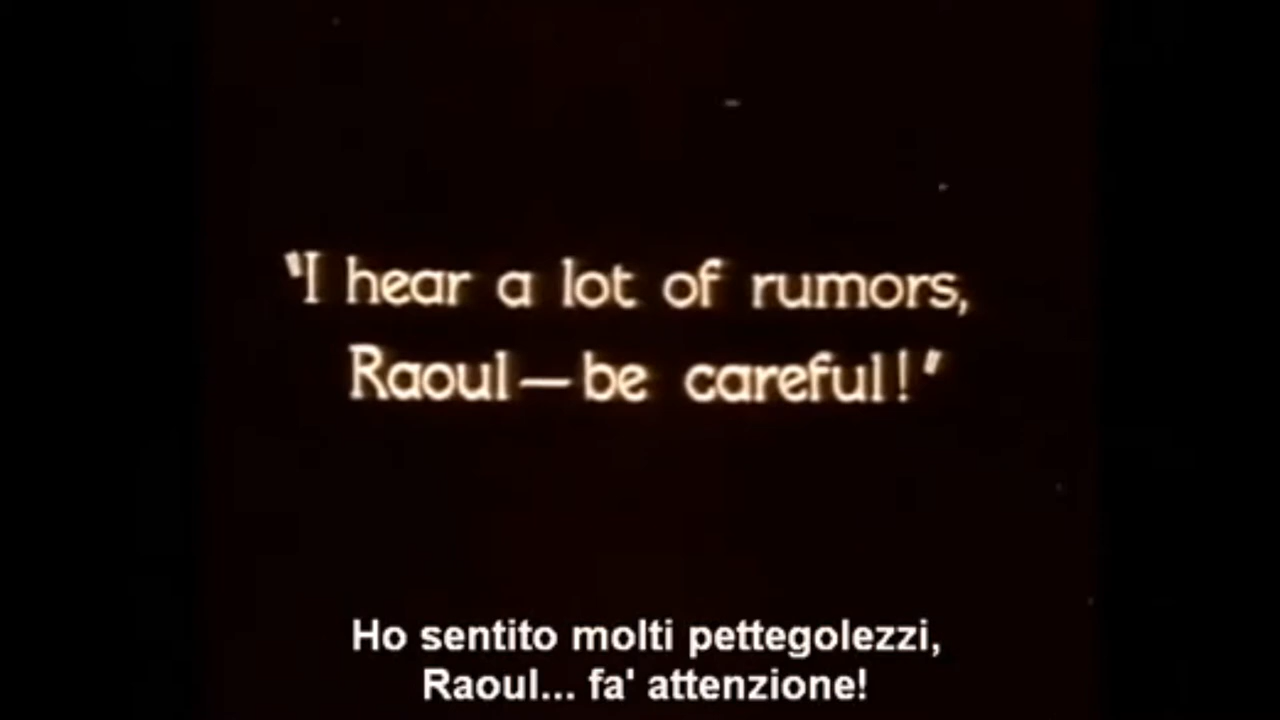 "I hear a lot of rumors,
Raoul—be careful!"
Ho sentito molti pettegolezzi,
Raoul... fa' attenzione!